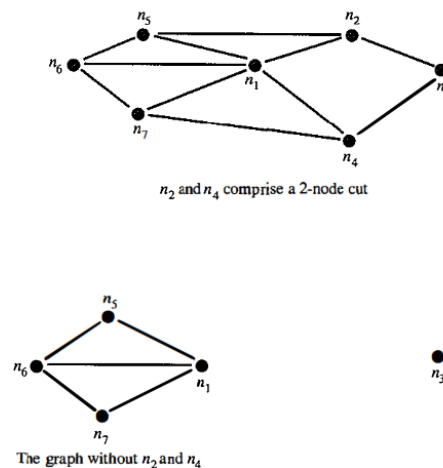 n5
n2
n6
n1
n
n7
n4
n2 and n4 comprise a 2-node cut
n5
n6
n1
n3
n7
The graph without n2 and n4